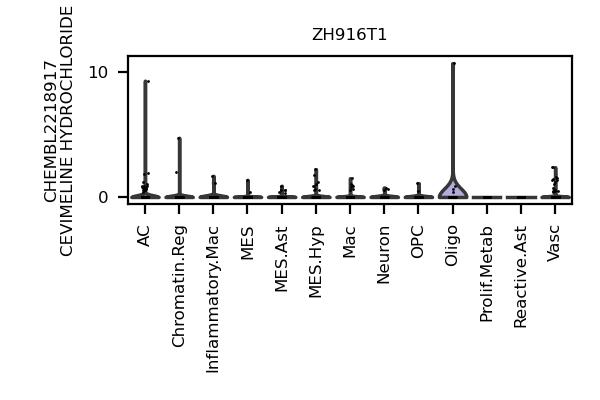 ZH916T1
CHEMBL2218917
CEVIMELINE HYDROCHLORIDE
10
0
AC
Chromatin.Reg
Inflammatory.Mac
MES
MES.Ast
MES.Hyp
Mac
Neuron
OPC
Oligo
Prolif.Metab
Reactive.Ast
Vasc